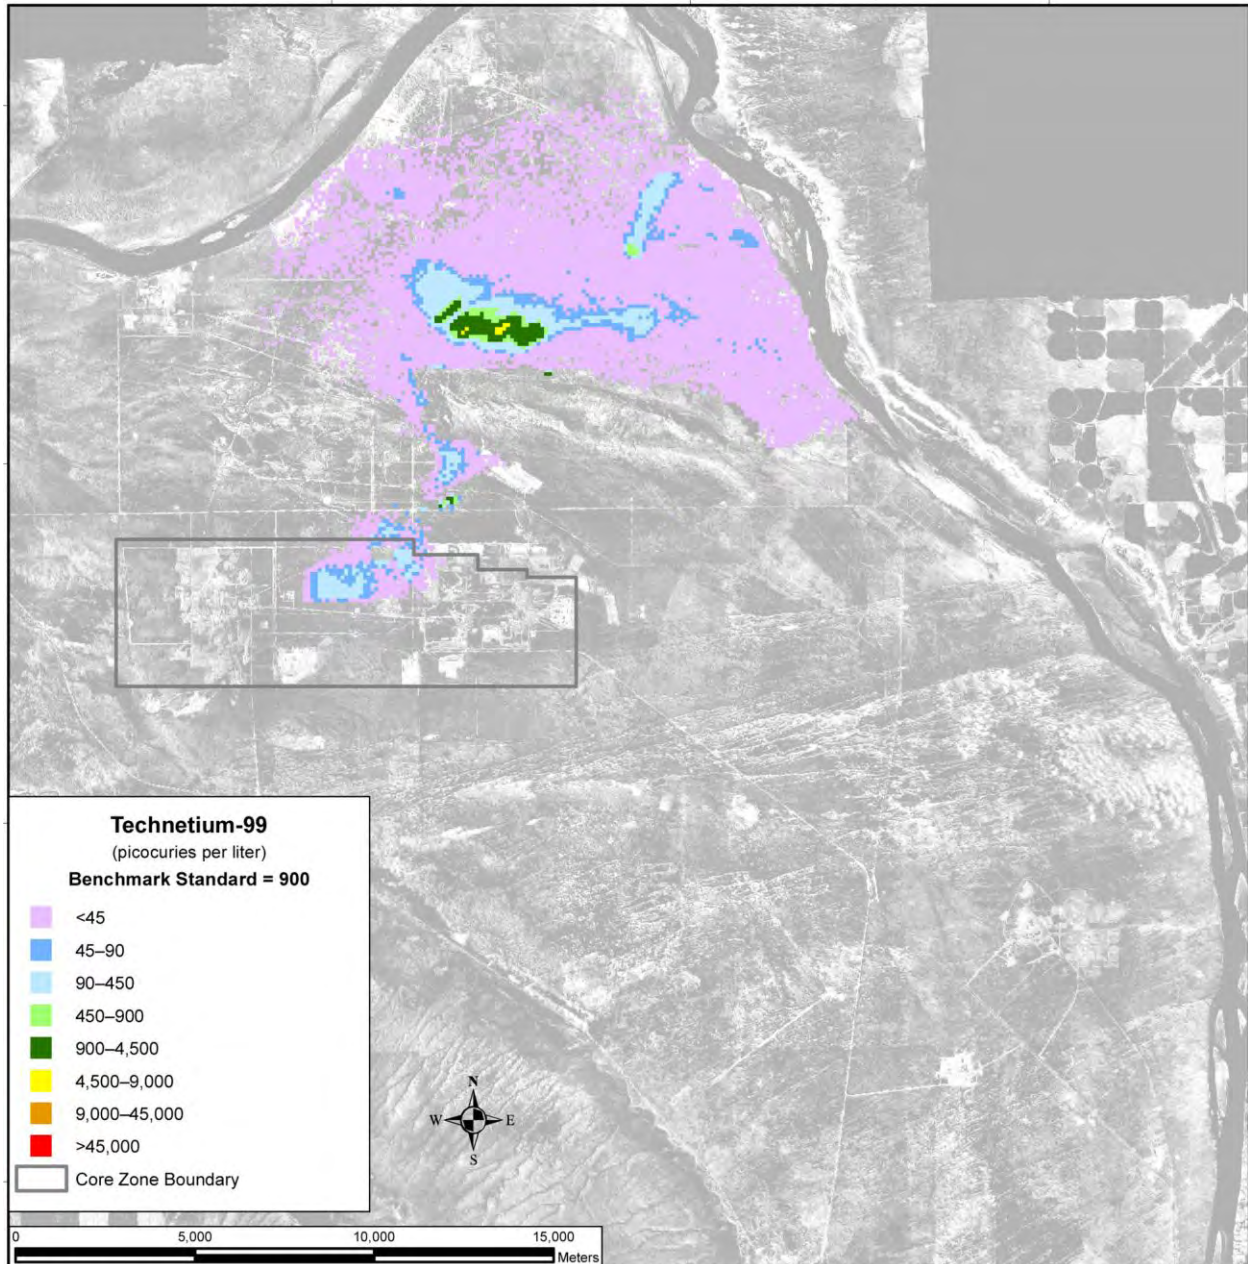 Technetium-99
(picocuries per liter)
Benchmark Standard = 900
<45
45–90
90–450
450–900
900–4,500
4,500–9,000
9,000–45,000
>45,000
Core Zone Boundary
N
W E
S
0 5,000 10,000 15,000
Meters